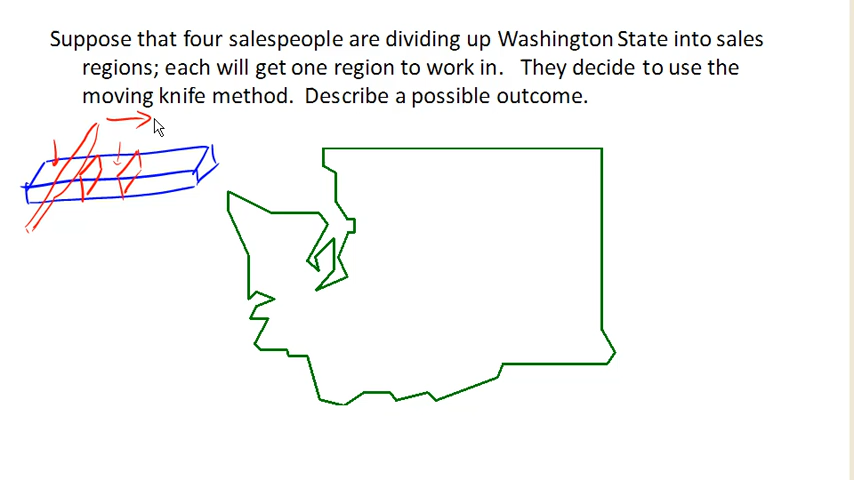 Suppose that four salespeople are dividing up Washington State into sales
regions; each will get one region to work in. They decide to use the
moving knife method. Describe a possible outcome.